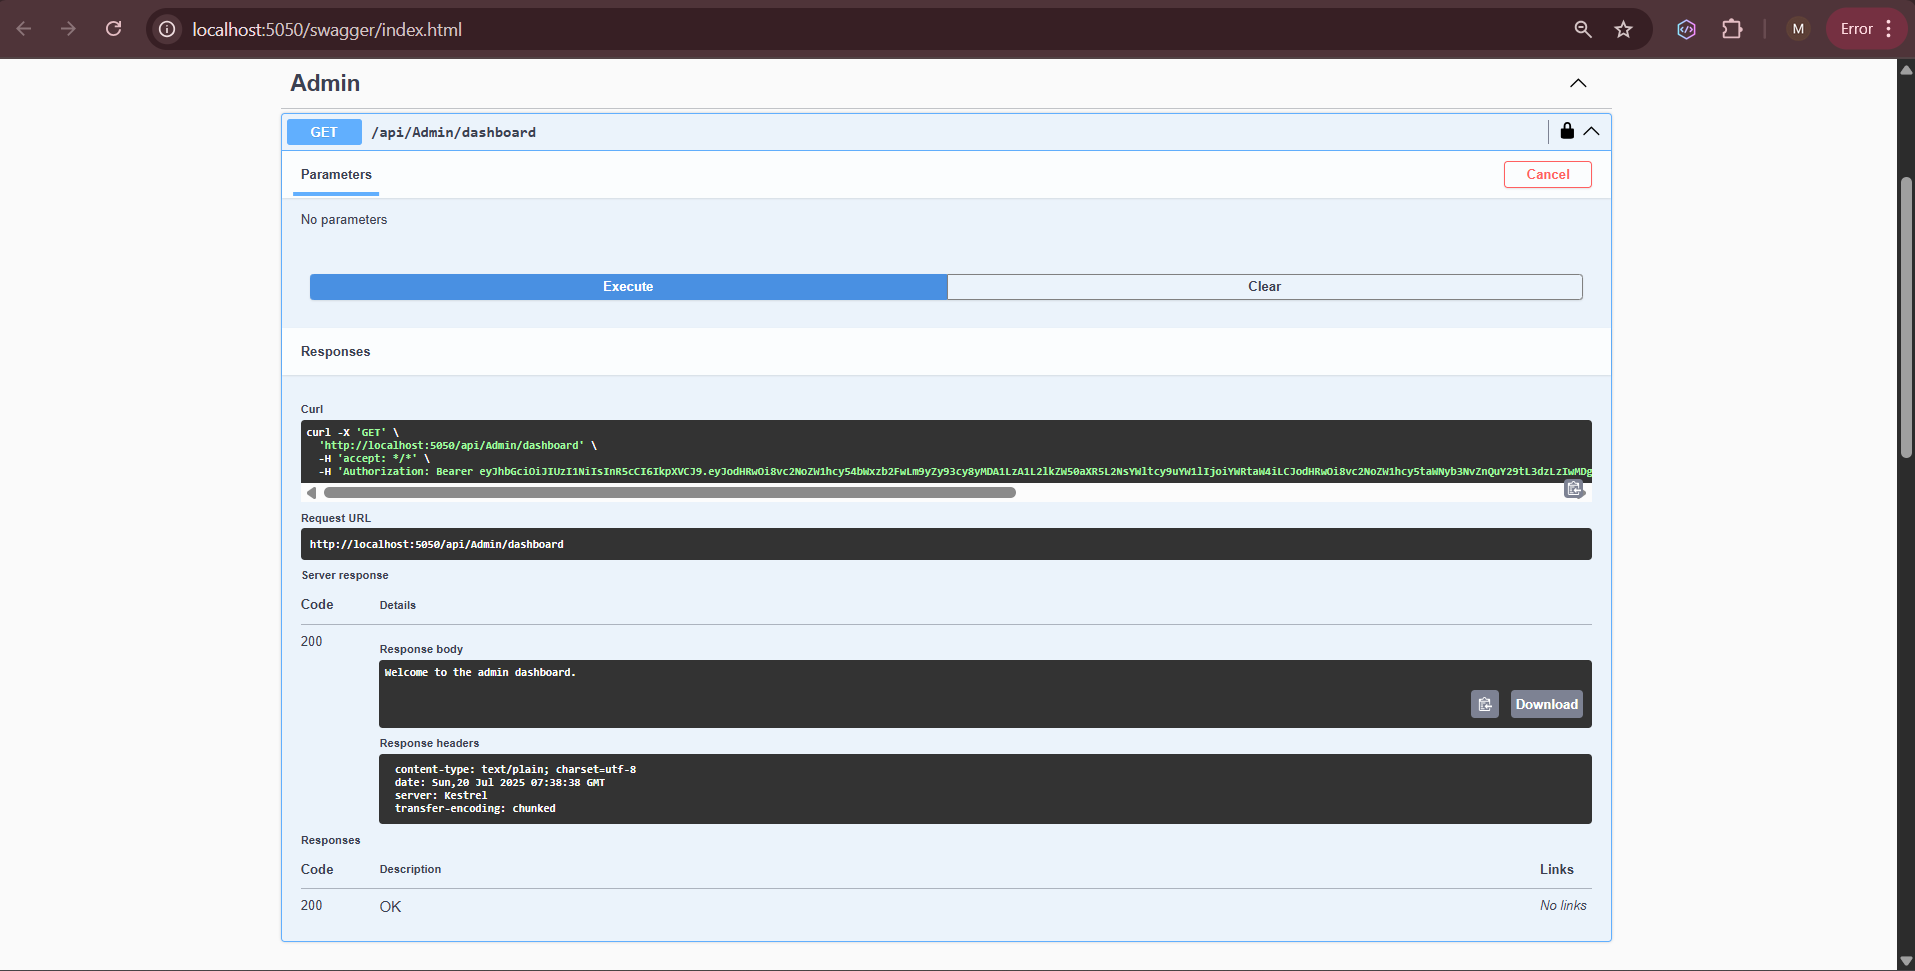 localhost:5050/swagger/index.html
M
Error
Admin
GET /api/Admin/dashboard
Parameters
Cancel
No parameters
Execute
Clear
Responses
Curl
curl -X 'GET' \
'http://localhost:5050/api/Admin/dashboard' \
-H 'accept: */*' \
-H 'Authorization: Bearer eyJhbGciOiJIUzI1NiIsInR5cCI6IkpXVCJ9.eyJodHRwOi8vc2NoZW1hcy54bWxzb2FwLm9yZy93cy8yMDA1LzA1L2lkZW50aXR5L2NsYWltcy9uYW1lIjoiYWRtaW4iLCJodHRwOi8vc2NoZW1hcy5taWNyb3NvZnQuY29tL3dzLzIwMDg
Request URL
http://localhost:5050/api/Admin/dashboard
Server response
Code Details
200
Response body
Welcome to the admin dashboard.
Download
Response headers
content-type: text/plain; charset=utf-8
date: Sun,20 Jul 2025 07:38:38 GMT
server: Kestrel
transfer-encoding: chunked
Responses
Code Description Links
200 OK No links